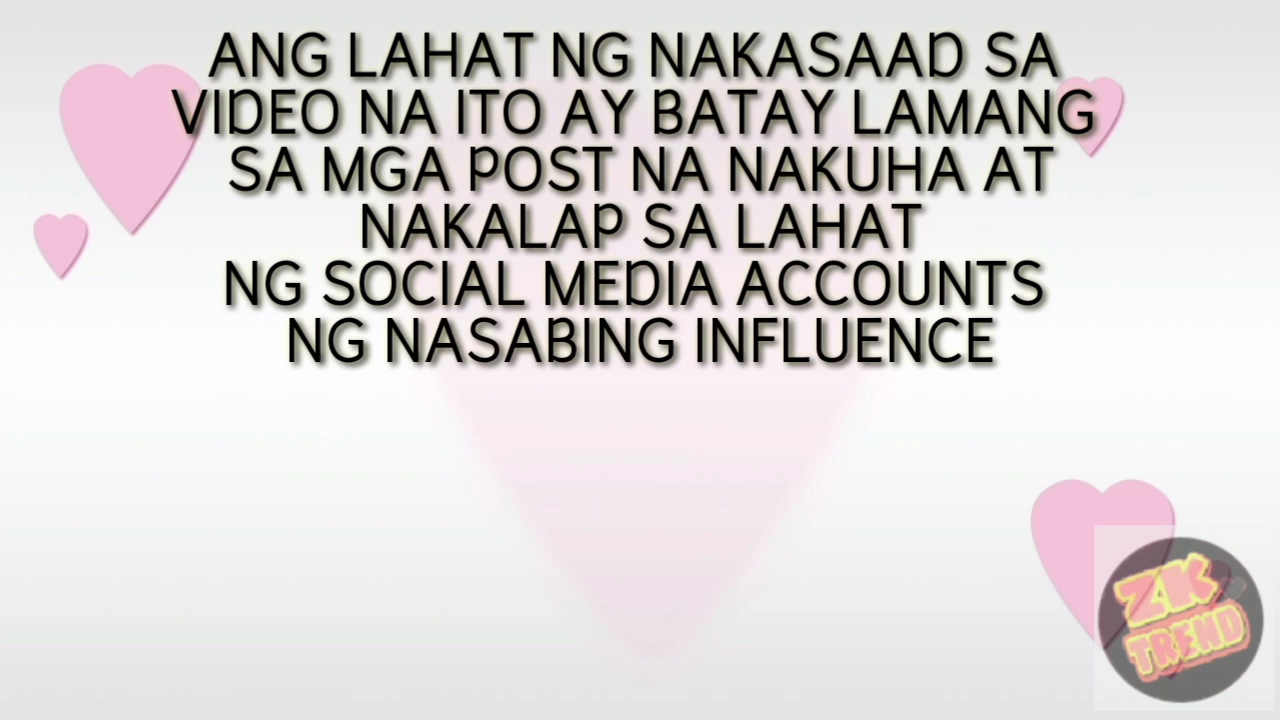 ANG LAHAT NG NAKASAAD SA
VIDEO NA ITO AY BATAY LAMANG
SA MGA POST NA NAKUHA AT
NAKALAP SA LAHAT
NG SOCIAL MEDIA ACCOUNTS
NG NASABING INFLUENCE
ZK
TREND